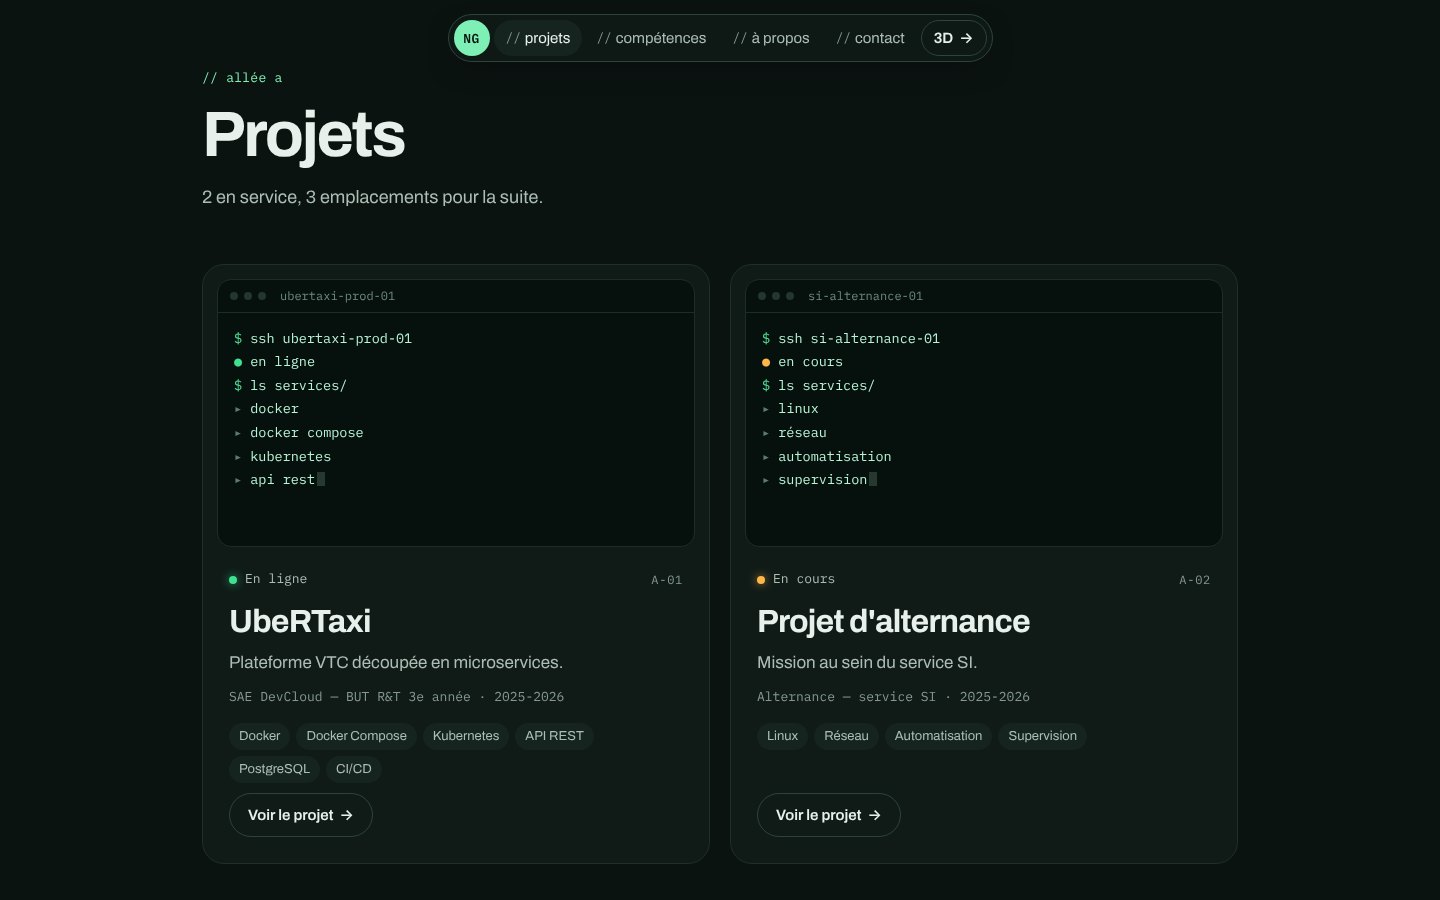 NG // projets // compétences // à propos // contact 3D →
// allée a
Projets
2 en service, 3 emplacements pour la suite.
ubertaxi-prod-01
$ ssh ubertaxi-prod-01
● en ligne
$ ls services/
▸ docker
▸ docker compose
▸ kubernetes
▸ api rest
En ligne A-01
UbeRTaxi
Plateforme VTC découpée en microservices.
SAE DevCloud — BUT R&T 3e année · 2025-2026
Docker Docker Compose Kubernetes API REST
PostgreSQL CI/CD
Voir le projet →
si-alternance-01
$ ssh si-alternance-01
● en cours
$ ls services/
▸ linux
▸ réseau
▸ automatisation
▸ supervision
En cours A-02
Projet d'alternance
Mission au sein du service SI.
Alternance — service SI · 2025-2026
Linux Réseau Automatisation Supervision
Voir le projet →